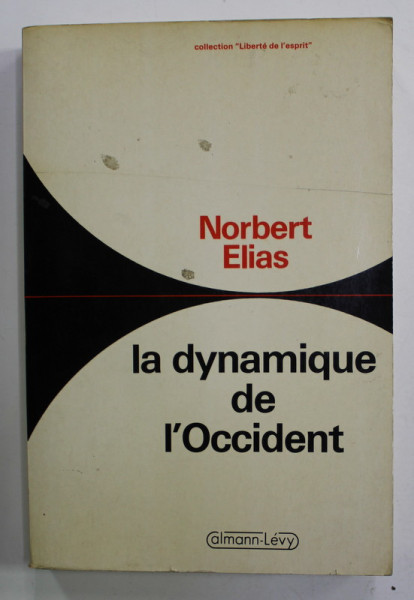 collection "Liberté de l'esprit"
Norbert
Elias
la dynamique
de
l'Occident
calmann-Lévy